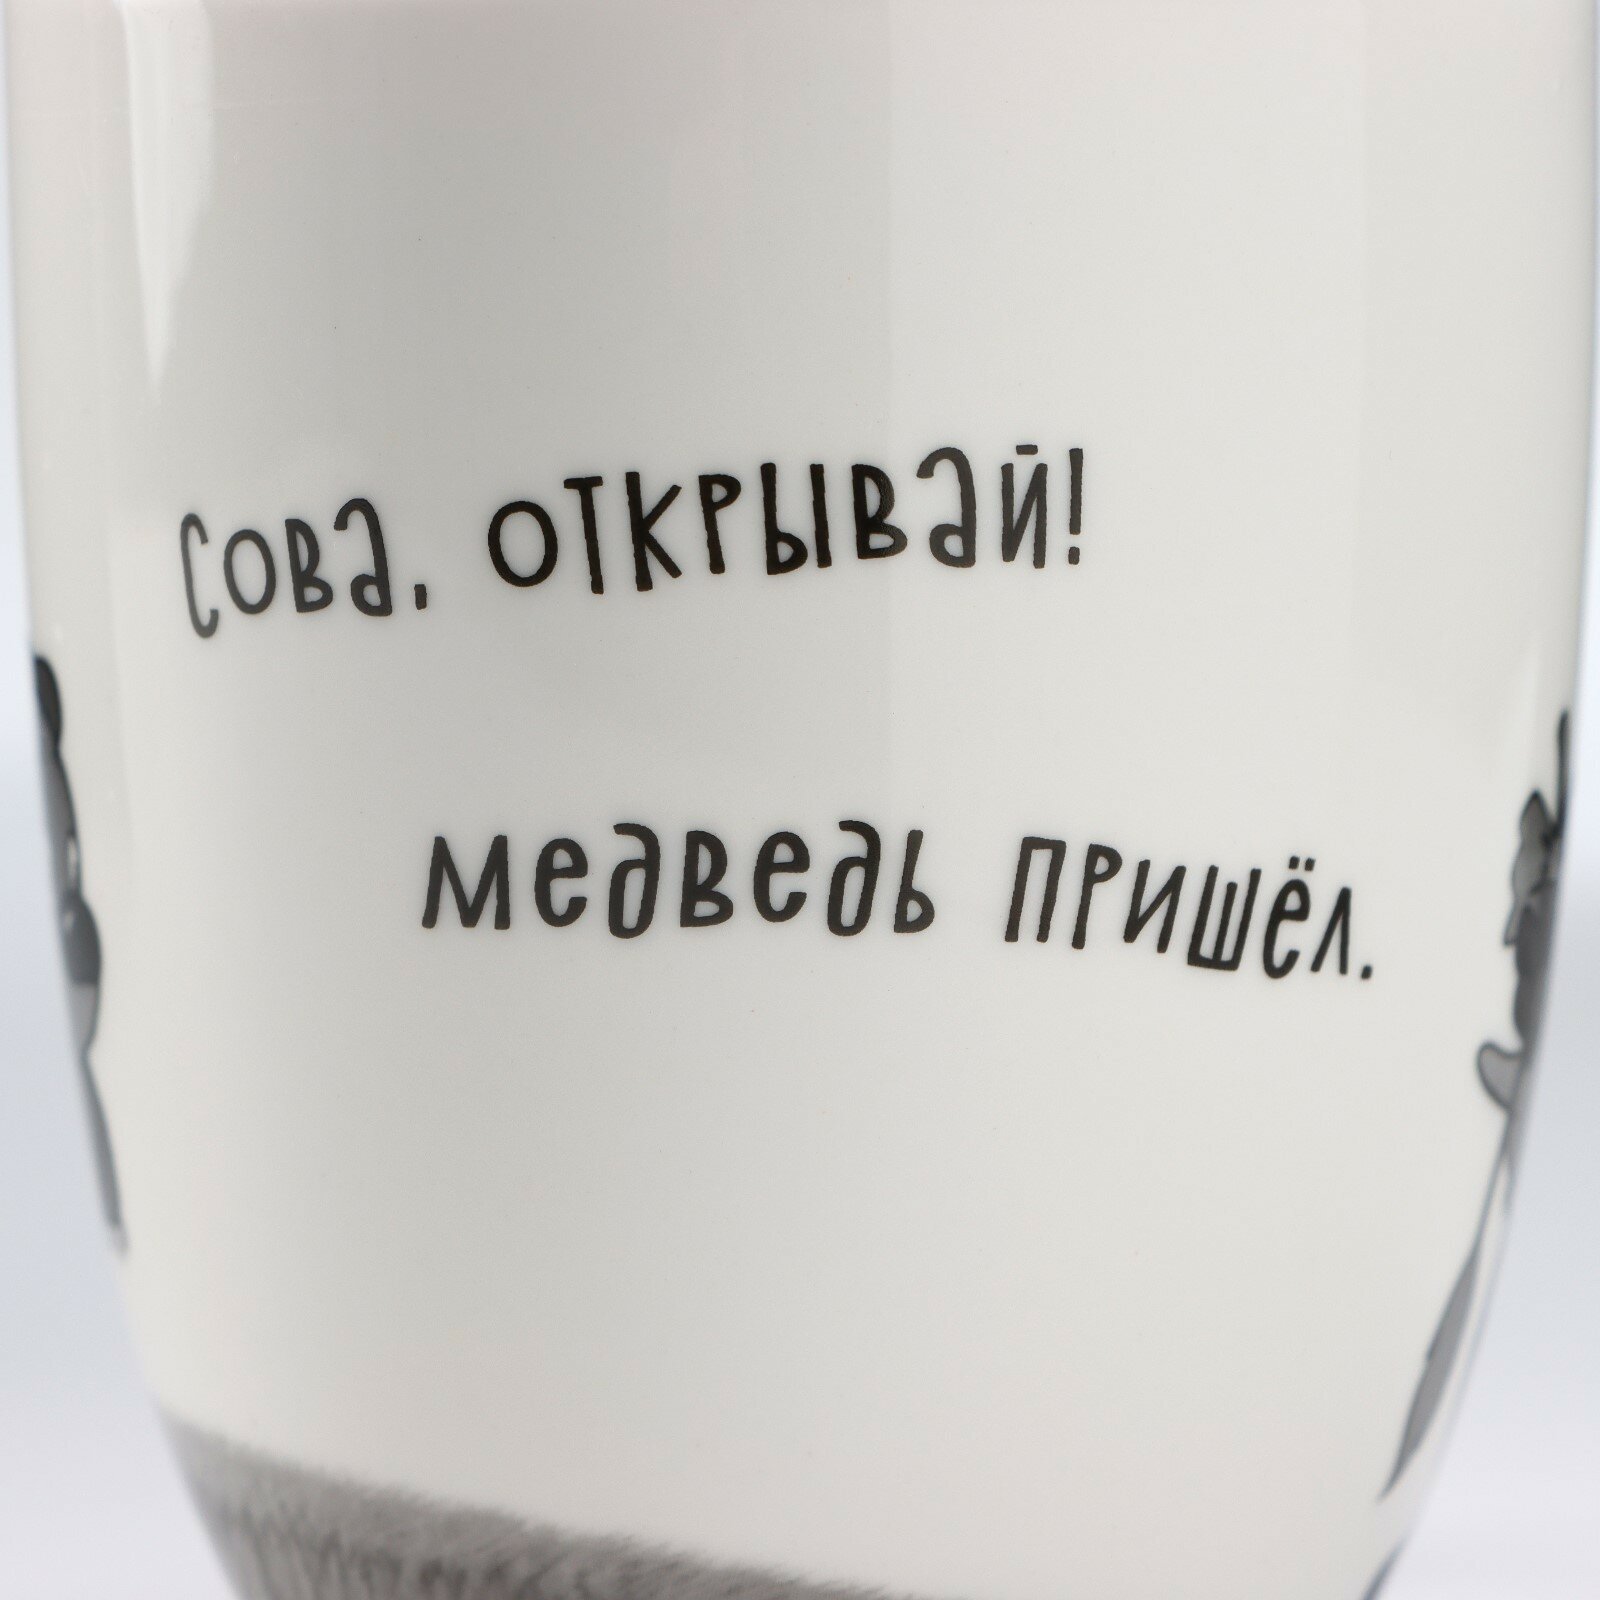 Сова, открывай!
медведь пришёл.